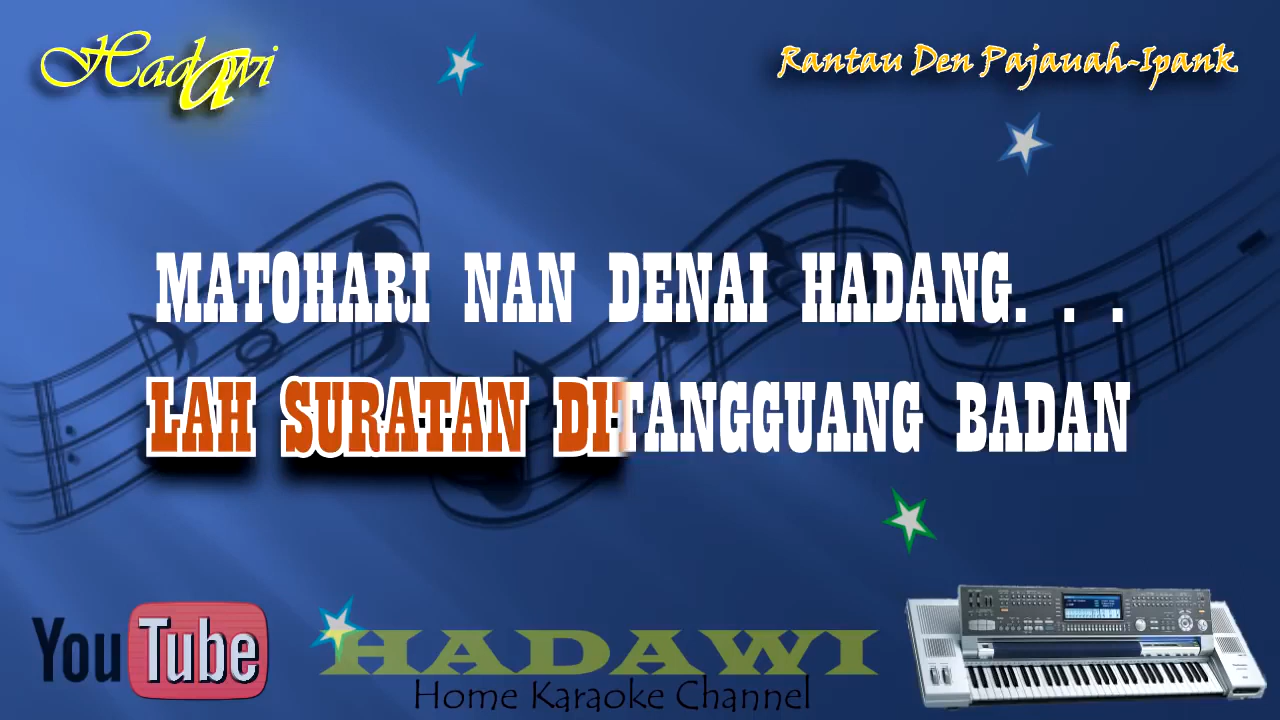 Hadawi
Rantau Den Pajauah-Ipank
MATOHARI NAN DENAI HADANG. . .
LAH SURATAN DITANGGUANG BADAN
YouTube
HADAWI
Home Karaoke Channel